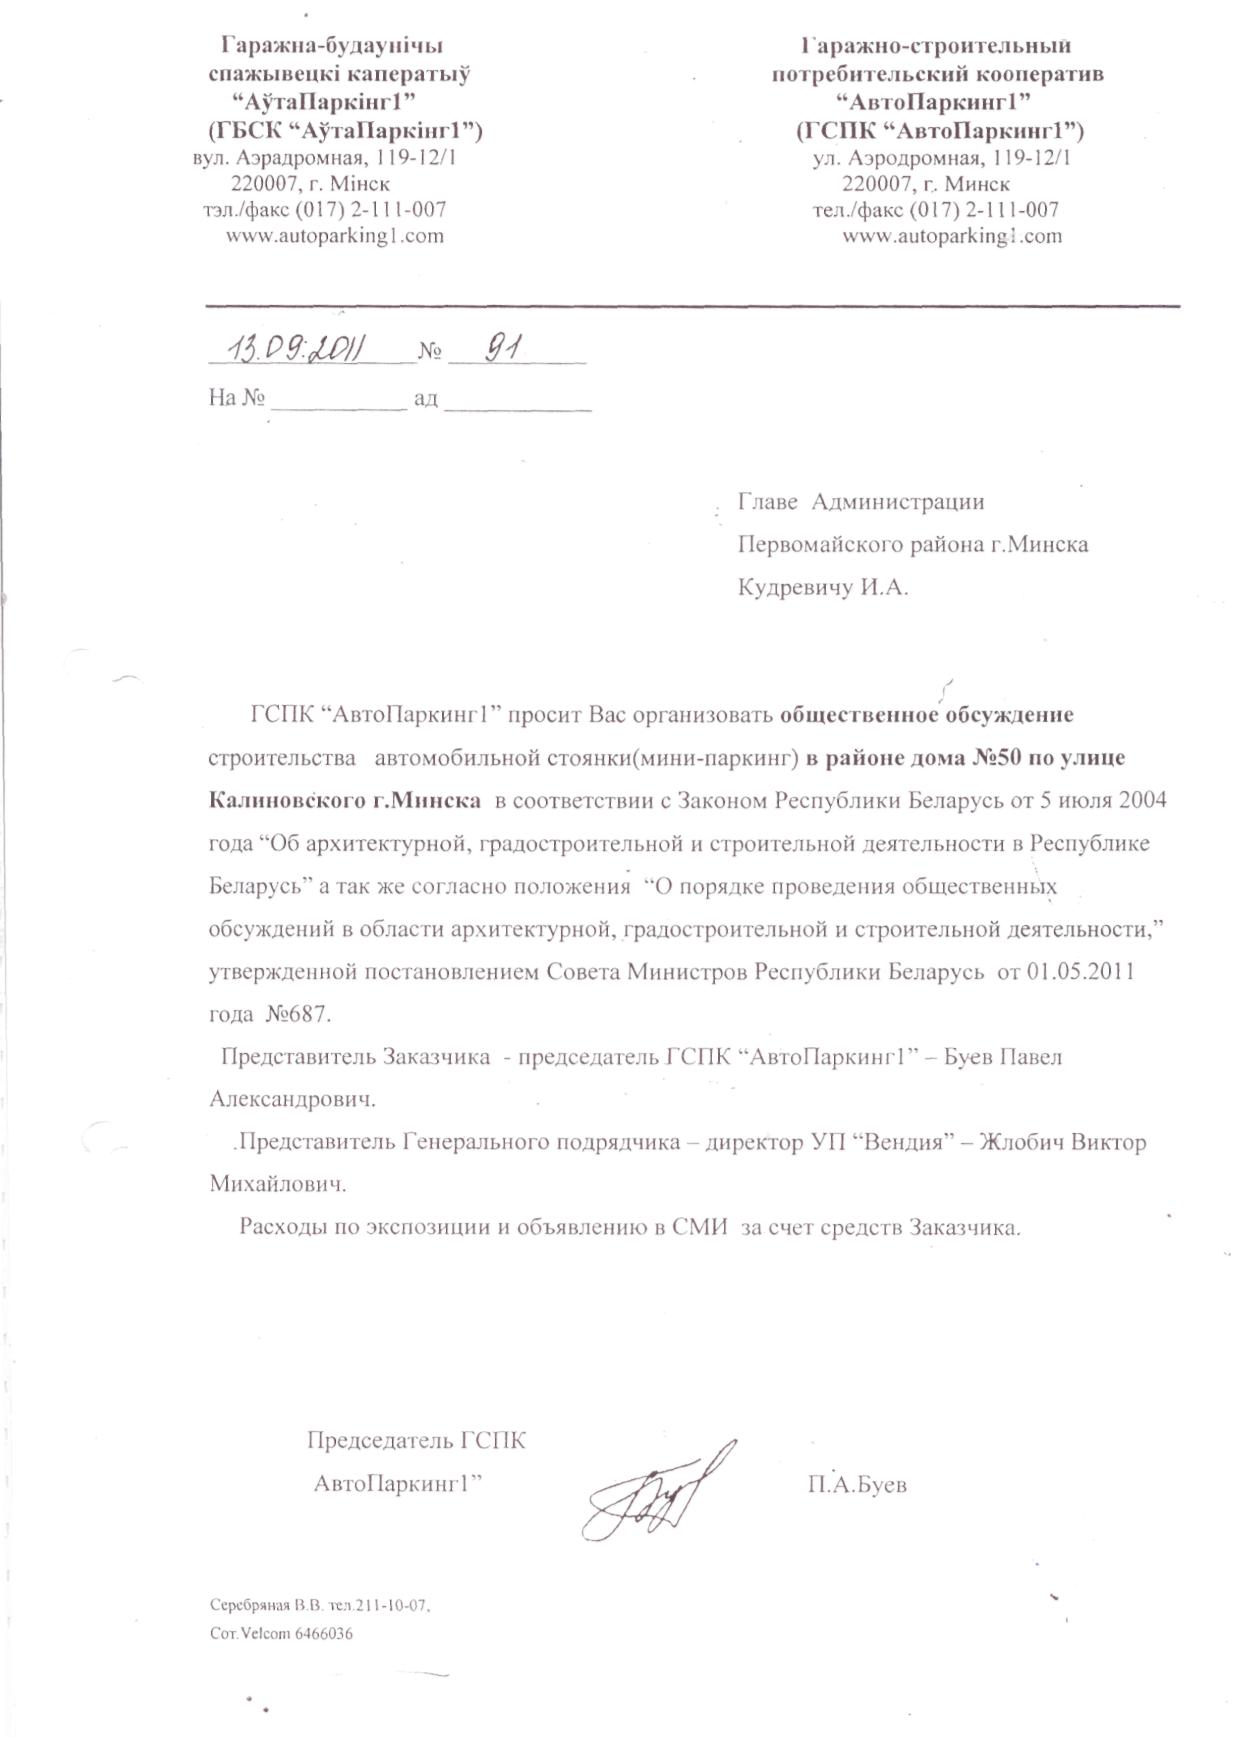 Гаражна-будаунічы
спажывецкі каператыў
“АўтаПаркінг1”
(ГБСК “АўтаПаркінг1”)
вул. Аэрадромная, 119-12/1
220007, г. Мінск
тэл./факс (017) 2-111-007
www.autoparking1.com
Гаражно-строительный
потребительский кооператив
“АвтоПаркинг1”
(ГСПК “АвтоПаркинг1”)
ул. Аэродромная, 119-12/1
220007, г. Минск
тел./факс (017) 2-111-007
www.autoparking1.com
13.09.2011 № 91
На № ___________ ад ____________
Главе Администрации
Первомайского района г.Минска
Кудревичу И.А.
ГСПК “АвтоПаркинг1” просит Вас организовать общественное обсуждение
строительства автомобильной стоянки(мини-паркинг) в районе дома №50 по улице
Калиновского г.Минска в соответствии с Законом Республики Беларусь от 5 июля 2004
года “Об архитектурной, градостроительной и строительной деятельности в Республике
Беларусь” а так же согласно положения “О порядке проведения общественных
обсуждений в области архитектурной, градостроительной и строительной деятельности,”
утвержденной постановлением Совета Министров Республики Беларусь от 01.05.2011
года №687.
Представитель Заказчика - председатель ГСПК “АвтоПаркинг1” – Буев Павел
Александрович.
.Представитель Генерального подрядчика – директор УП “Вендия” – Жлобич Виктор
Михайлович.
Расходы по экспозиции и объявлению в СМИ за счет средств Заказчика.
Председатель ГСПК
АвтоПаркинг1” П.А.Буев
Серебряная В.В. тел.211-10-07,
Сот.Velcom 6466036